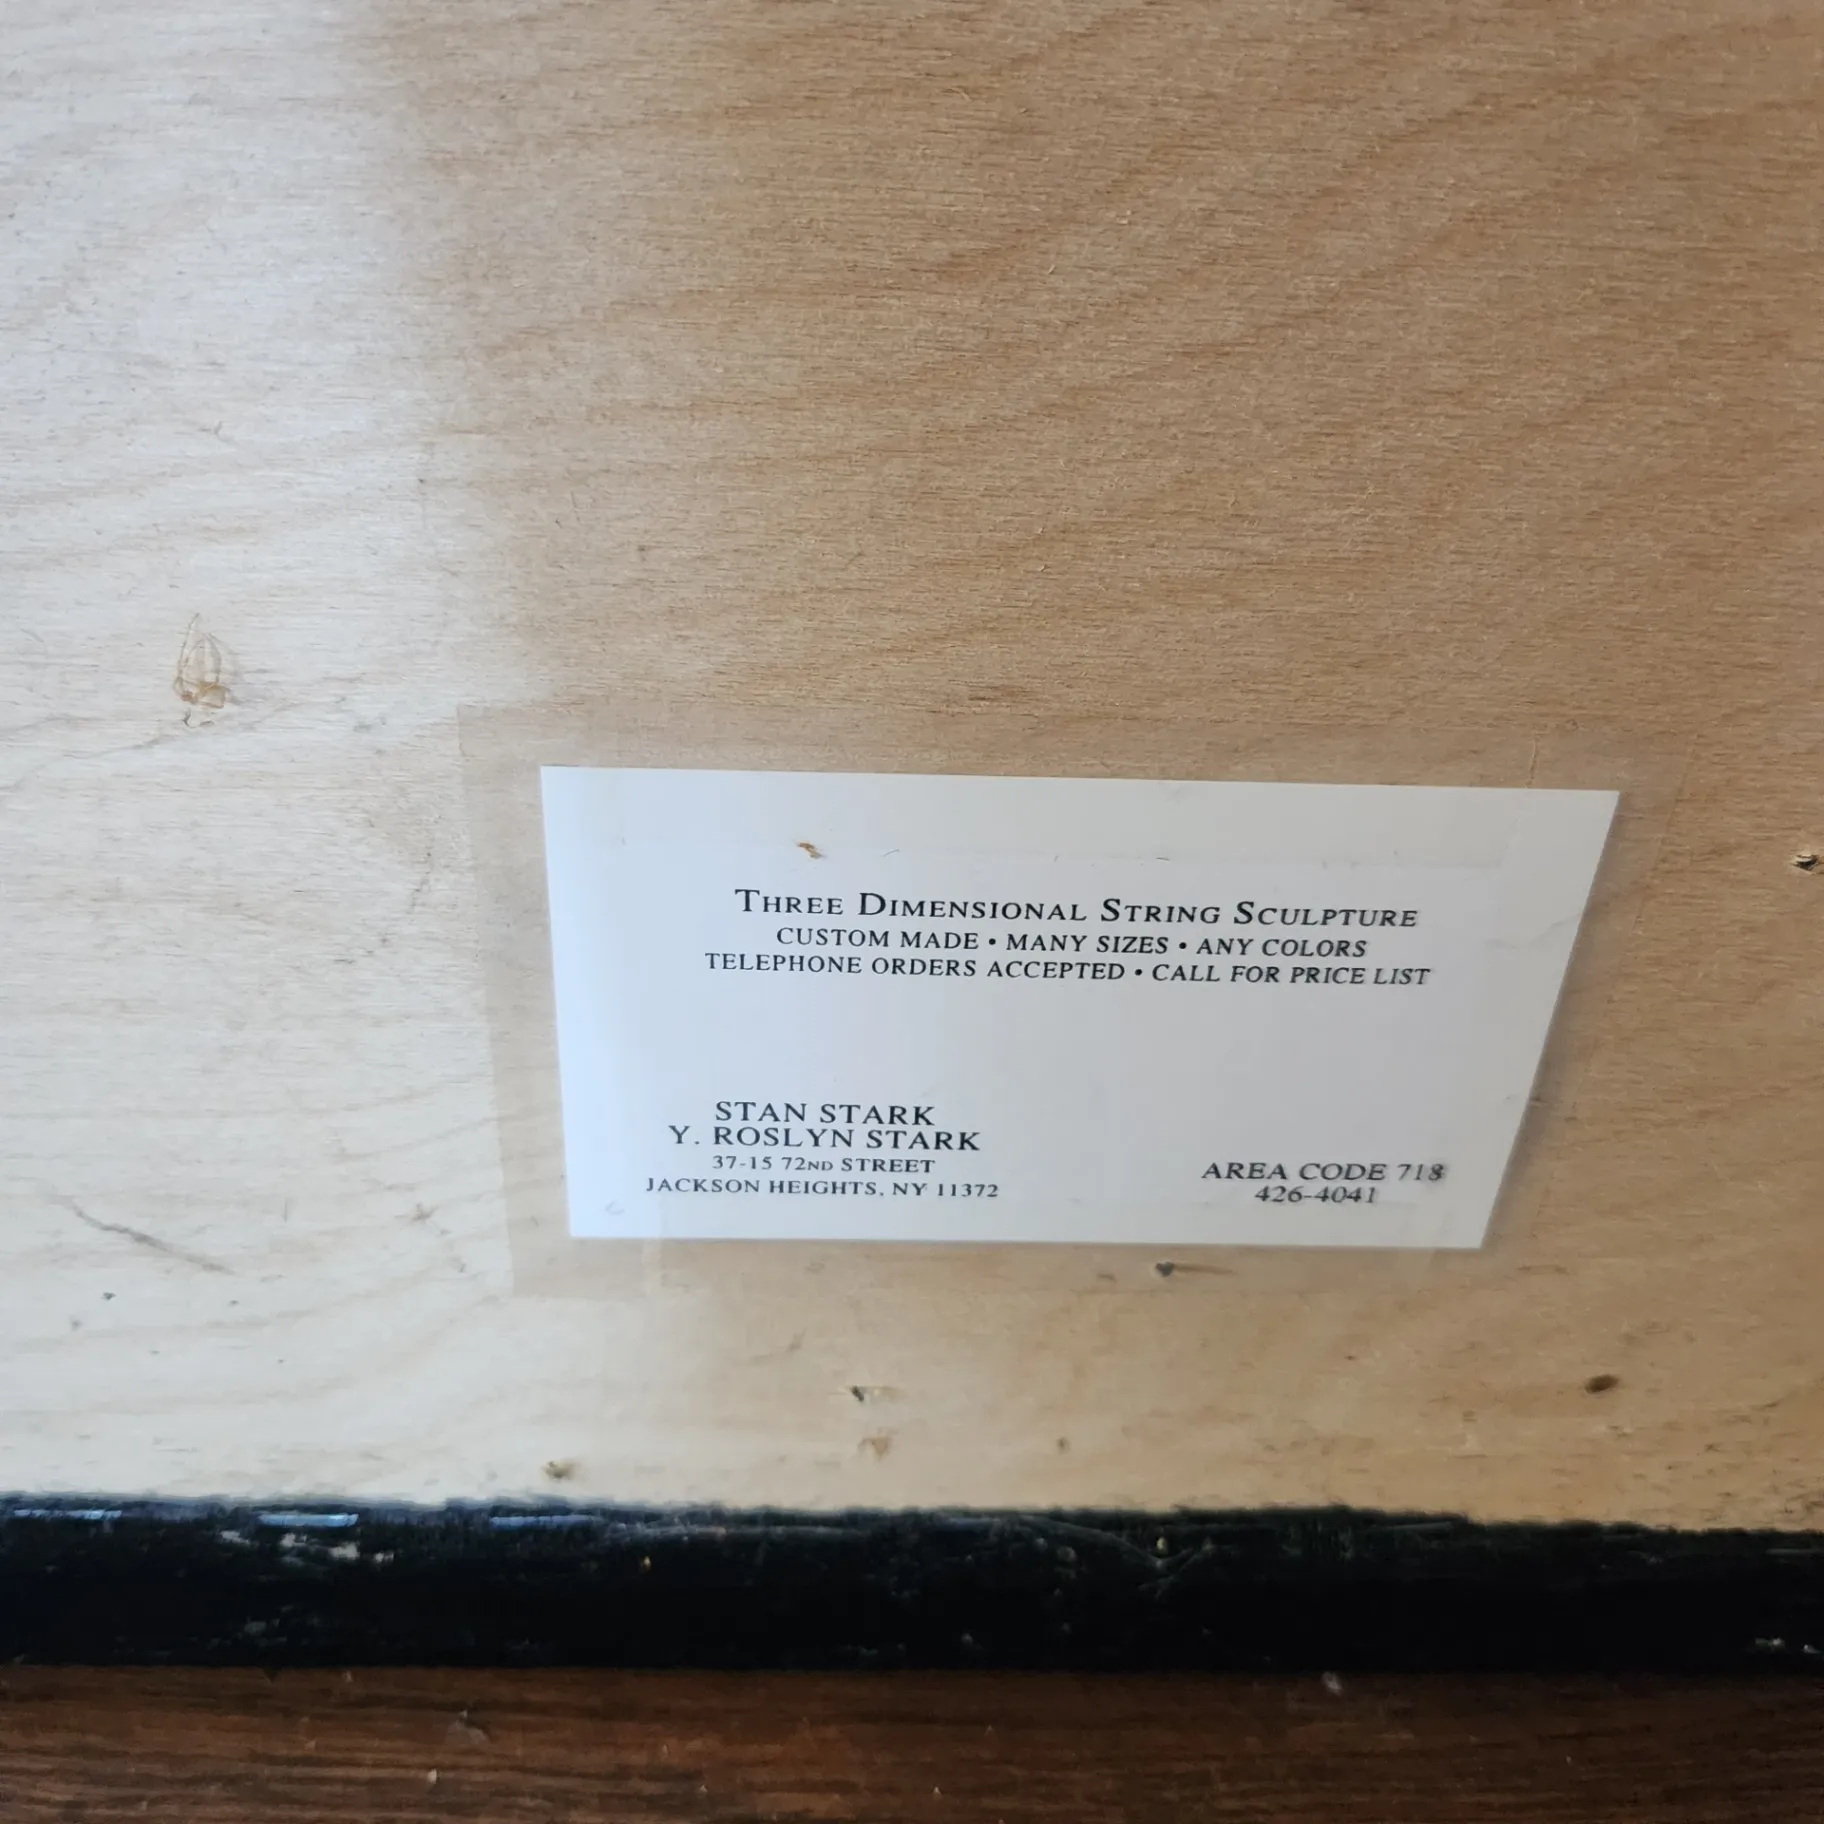 THREE DIMENSIONAL STRING SCULPTURE
CUSTOM MADE • MANY SIZES • ANY COLORS
TELEPHONE ORDERS ACCEPTED • CALL FOR PRICE LIST
STAN STARK
Y. ROSLYN STARK
37-15 72ND STREET
JACKSON HEIGHTS, NY 11372
AREA CODE 718
426-4041